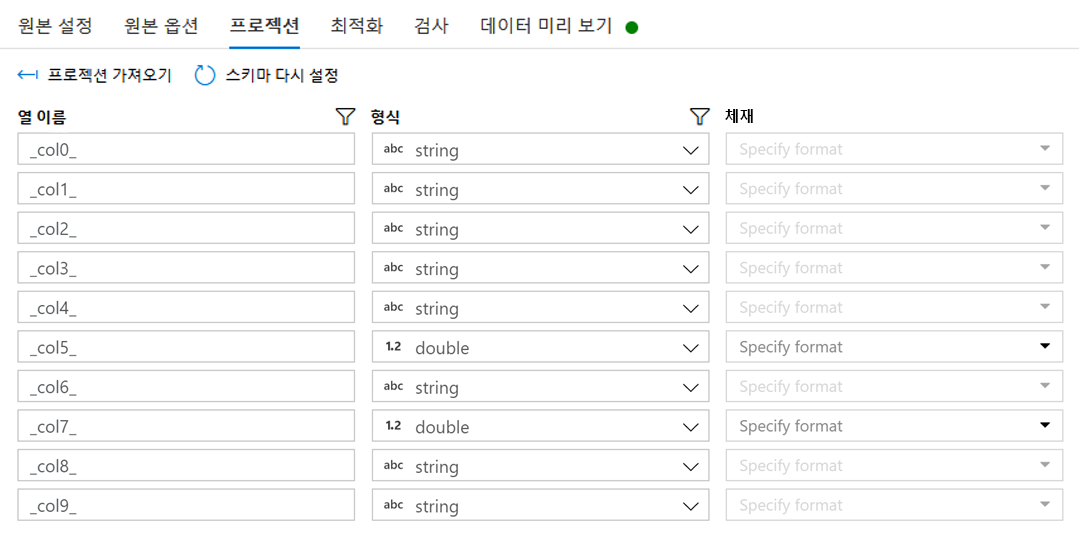 원본 설정 원본 옵션 프로젝션 최적화 검사 데이터 미리 보기
프로젝션 가져오기 스키마 다시 설정
열 이름 형식 체재
_col0_ abc string Specify format
_col1_ abc string Specify format
_col2_ abc string Specify format
_col3_ abc string Specify format
_col4_ abc string Specify format
_col5_ 1.2 double Specify format
_col6_ abc string Specify format
_col7_ 1.2 double Specify format
_col8_ abc string Specify format
_col9_ abc string Specify format